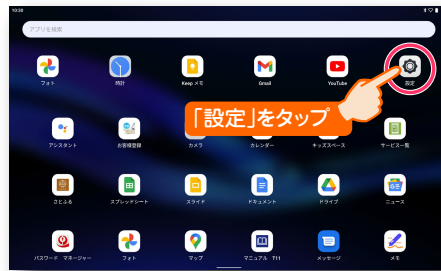 10:30
アプリを検索
フォト
時計
Keep メモ
Gmail
YouTube
設定
「設定」をタップ
アシスタント
お客様登録
カメラ
カレンダー
キッズスペース
サービス一覧
さとふる
スプレッドシート
スライド
ドキュメント
ドライブ
ニュース
パスワード マネージャー
フォト
マップ
マニュアル T11
メッセージ
メモ